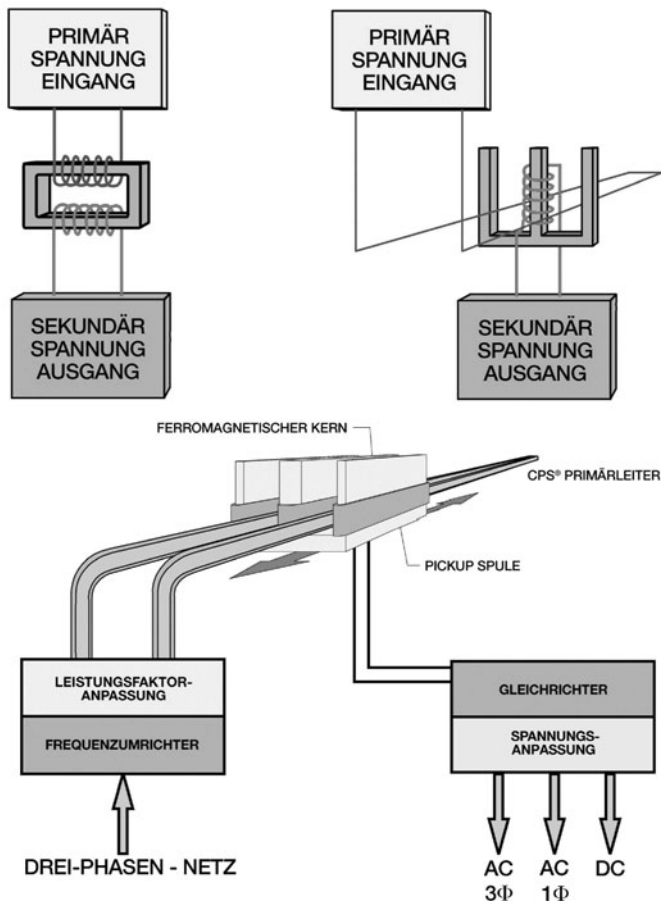 PRIMÄR
SPANNUNG
EINGANG
PRIMÄR
SPANNUNG
EINGANG
SEKUNDÄR
SPANNUNG
AUSGANG
SEKUNDÄR
SPANNUNG
AUSGANG
FERROMAGNETISCHER KERN
CPS® PRIMÄRLEITER
PICKUP SPULE
LEISTUNGSFAKTOR-
ANPASSUNG
FREQUENZUMRICHTER
GLEICHRICHTER
SPANNUNGS-
ANPASSUNG
DREI-PHASEN - NETZ
AC
3Φ
AC
1Φ
DC